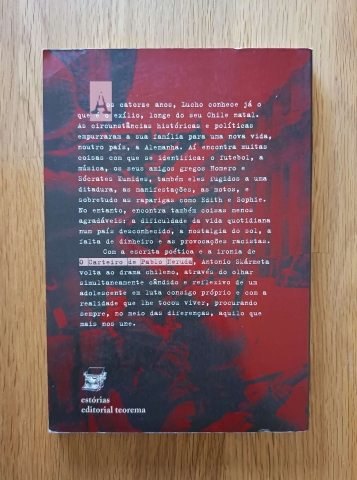 Aos catorze anos, Lucho conhece já o
que é o exílio, longe do seu Chile natal.
As circunstâncias históricas e políticas
empurraram a sua família para uma nova vida,
noutro país, a Alemanha. Aí encontra muitas
coisas com que se identifica: o futebol, a
música, os seus amigos gregos Homero e
Sócrates Kumides, também eles fugidos a uma
ditadura, as manifestações, as motos, e
sobretudo as raparigas como Edith e Sophie.
No entanto, encontra também coisas menos
agradáveis: a dificuldade da vida quotidiana
num país desconhecido, a nostalgia do sol, a
falta de dinheiro e as provocações racistas.
Com a escrita poética e a ironia de
O Carteiro de Pablo Neruda, Antonio Skármeta
volta ao drama chileno, através do olhar
simultaneamente cândido e reflexivo de um
adolescente em luta consigo próprio e com a
realidade que lhe tocou viver, procurando
sempre, no meio das diferenças, aquilo que
mais nos une.
estórias
editorial teorema